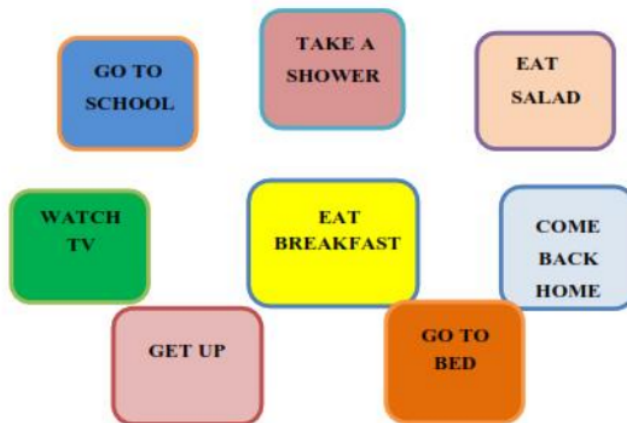 GO TO
SCHOOL
TAKE A
SHOWER
EAT
SALAD
WATCH
TV
EAT
BREAKFAST
COME
BACK
HOME
GET UP
GO TO
BED